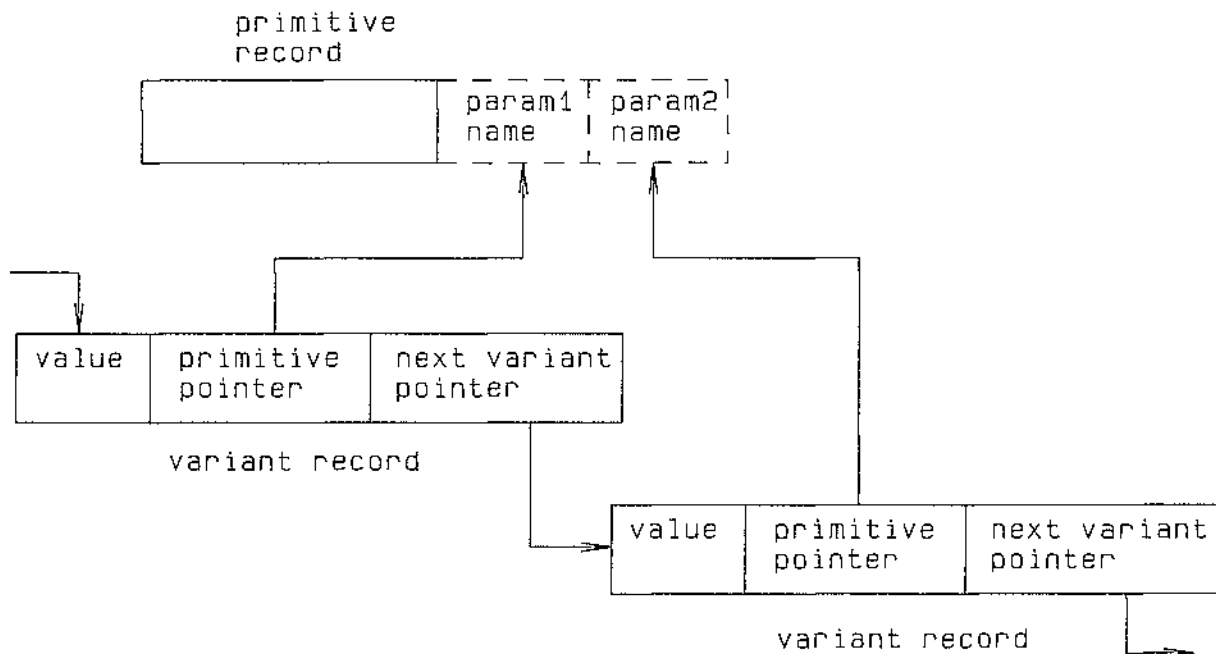 primitive
record
param1
name
param2
name
value
primitive
pointer
next variant
pointer
variant record
value
primitive
pointer
next variant
pointer
variant record